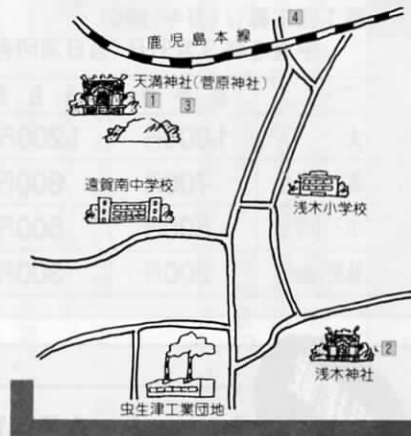 4
鹿児島本線
天満神社(菅原神社)
1
3
遠賀南中学校
浅木小学校
2
浅木神社
虫生津工業団地